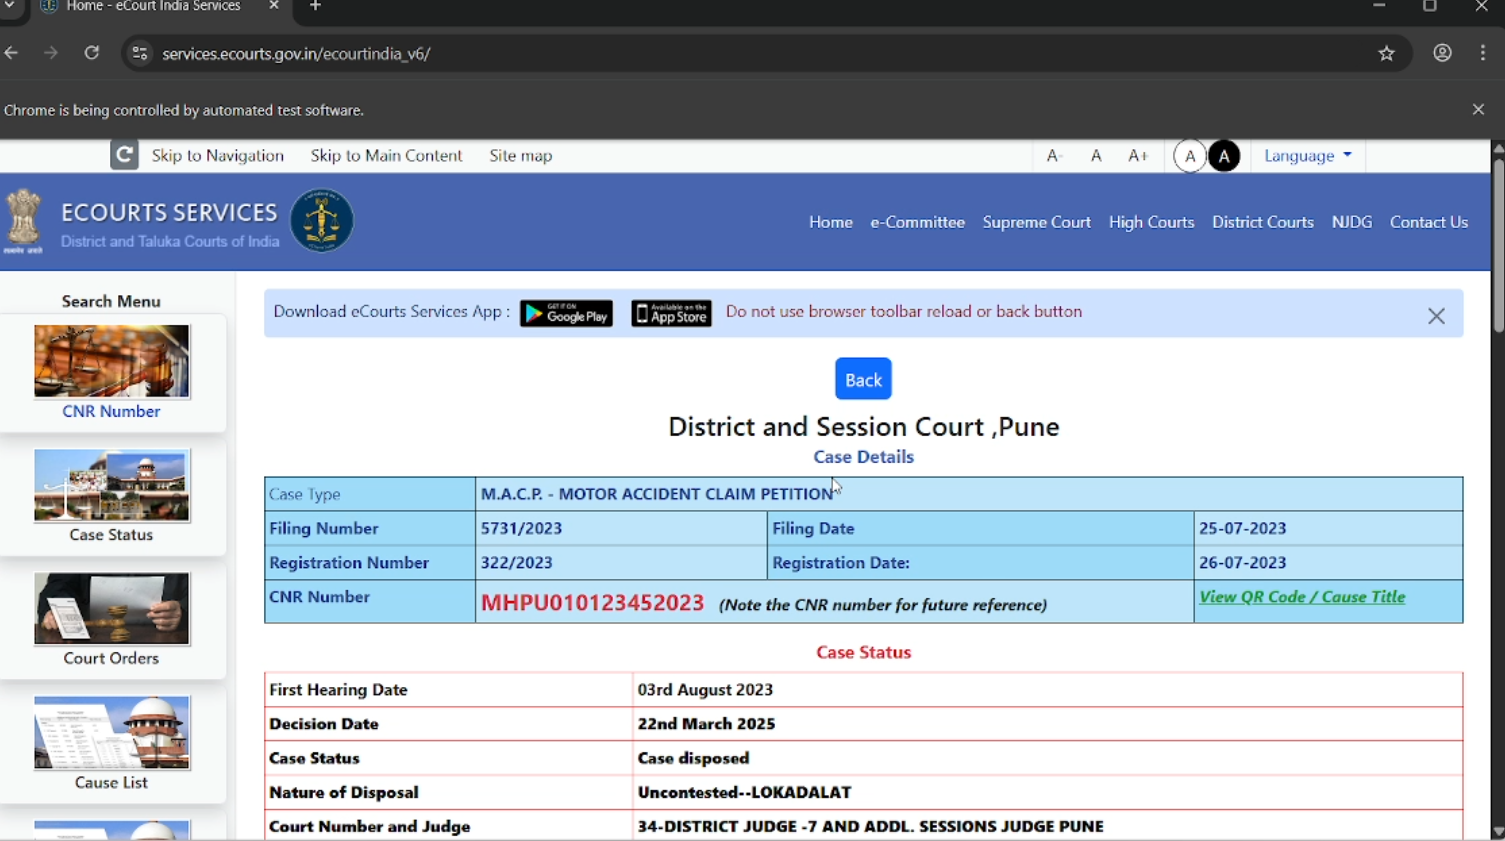 Home - eCourt India Services
services.ecourts.gov.in/ecourtindia_v6/
Chrome is being controlled by automated test software.
Skip to Navigation Skip to Main Content Site map A- A A+ A A Language
ECOURTS SERVICES
District and Taluka Courts of India
Home e-Committee Supreme Court High Courts District Courts NJDG Contact Us
Search Menu
CNR Number
Case Status
Court Orders
Cause List
Download eCourts Services App : GET IT ON Google Play Available on the App Store Do not use browser toolbar reload or back button
Back
District and Session Court ,Pune
Case Details
Case Type M.A.C.P. - MOTOR ACCIDENT CLAIM PETITION
Filing Number 5731/2023 Filing Date 25-07-2023
Registration Number 322/2023 Registration Date: 26-07-2023
CNR Number MHPU010123452023 (Note the CNR number for future reference) View QR Code / Cause Title
Case Status
First Hearing Date 03rd August 2023
Decision Date 22nd March 2025
Case Status Case disposed
Nature of Disposal Uncontested--LOKADALAT
Court Number and Judge 34-DISTRICT JUDGE -7 AND ADDL. SESSIONS JUDGE PUNE